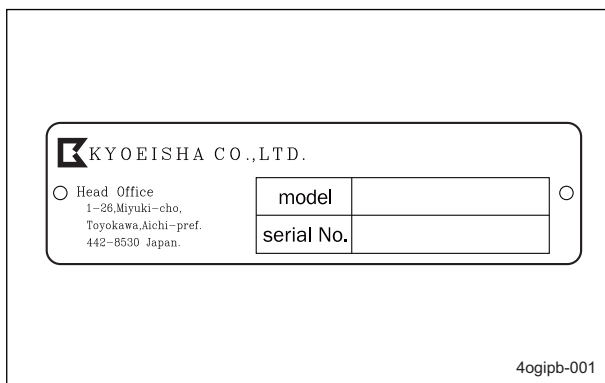 KYOEISHA CO.,LTD.
Head Office
1-26,Miyuki-cho,
Toyokawa,Aichi-pref.
442-8530 Japan.
model
serial No.
4ogipb-001